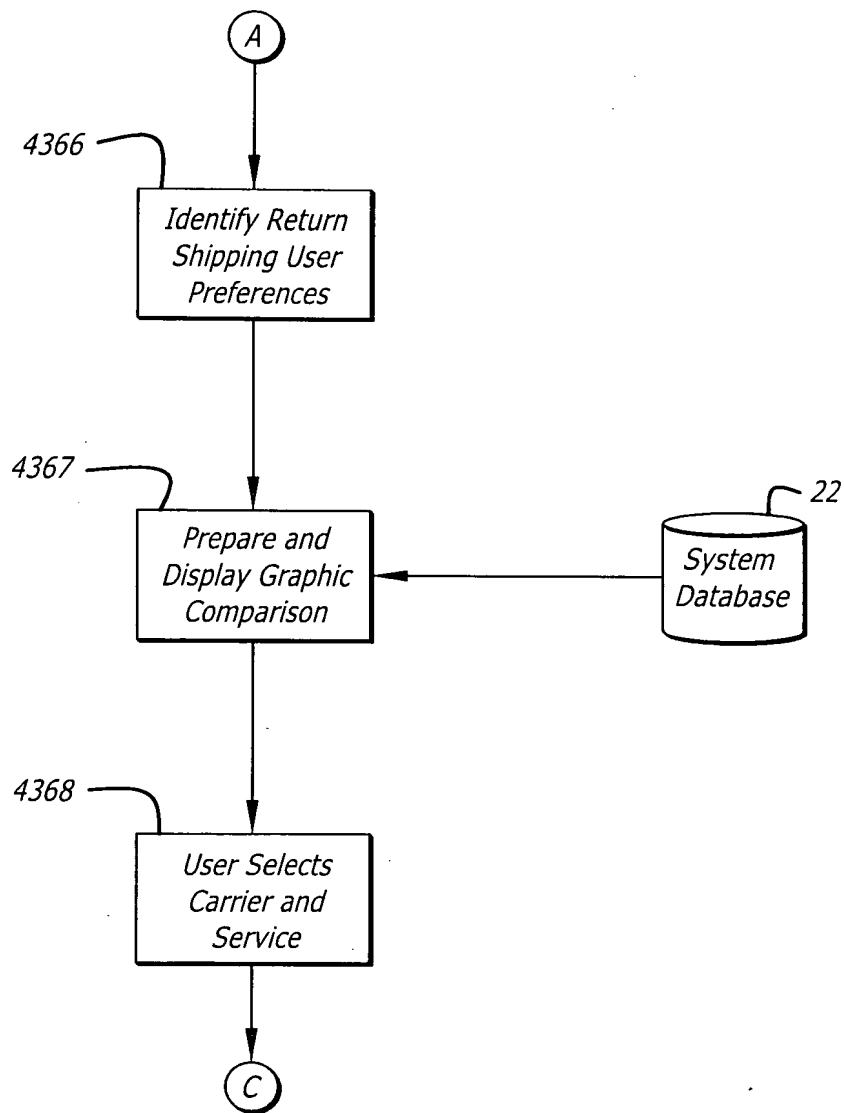 A
4366
Identify Return
Shipping User
Preferences
4367
Prepare and
Display Graphic
Comparison
22
System
Database
4368
User Selects
Carrier and
Service
C